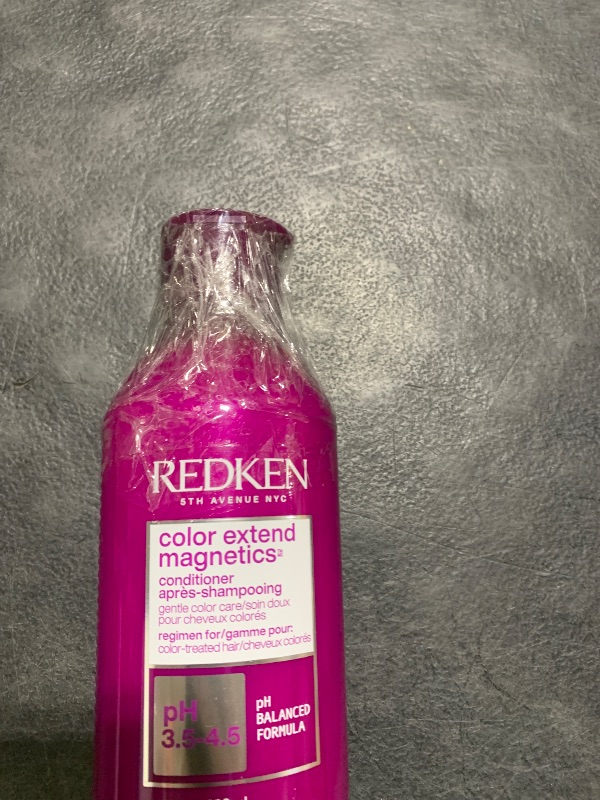 REDKEN
5TH AVENUE NYC
color extend
magnetics
conditioner
après-shampooing
gentle color care/soin doux
pour cheveux colorés
regimen for/gamme pour:
color-treated hair/cheveux colorés
pH
3.5-4.5
pH
BALANCED
FORMULA